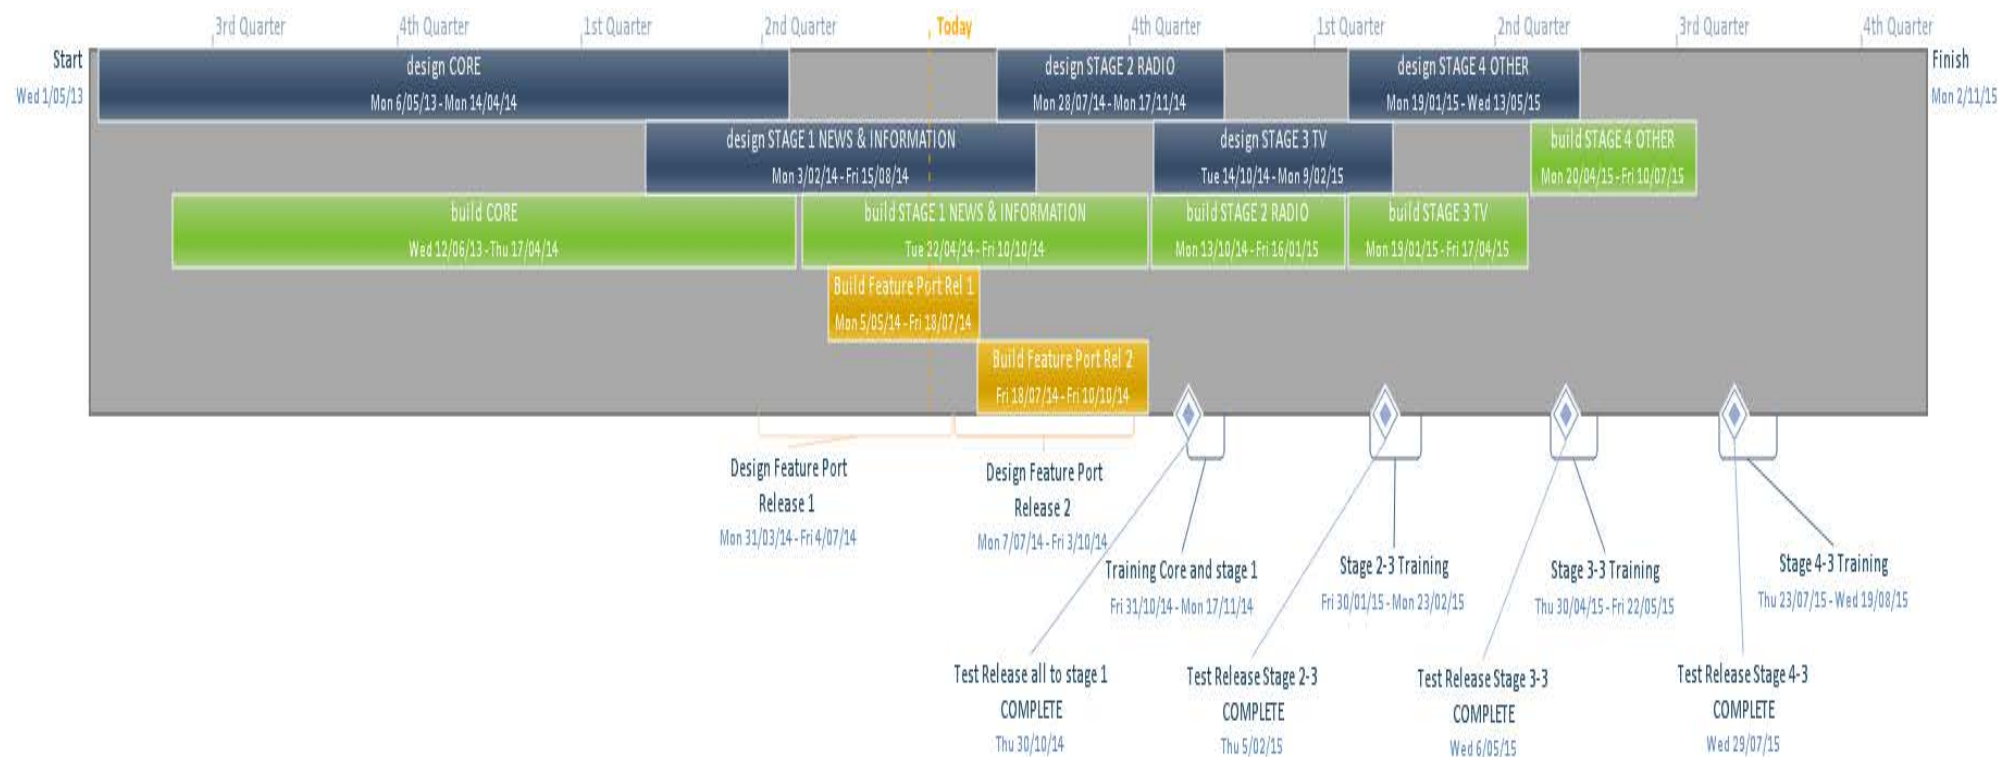 3rd Quarter
4th Quarter
1st Quarter
2nd Quarter
Today
4th Quarter
1st Quarter
2nd Quarter
3rd Quarter
4th Quarter
Start
Wed 1/05/13
Finish
Mon 2/11/15
design CORE
Mon 6/05/13 - Mon 14/04/14
design STAGE 2 RADIO
Mon 28/07/14 - Mon 17/11/14
design STAGE 4 OTHER
Mon 19/01/15 - Wed 13/05/15
design STAGE 1 NEWS & INFORMATION
Mon 3/02/14 - Fri 15/08/14
design STAGE 3 TV
Tue 14/10/14 - Mon 9/02/15
build STAGE 4 OTHER
Mon 20/04/15 - Fri 10/07/15
build CORE
Wed 12/06/13 - Thu 17/04/14
build STAGE 1 NEWS & INFORMATION
Tue 22/04/14 - Fri 10/10/14
build STAGE 2 RADIO
Mon 13/10/14 - Fri 16/01/15
build STAGE 3 TV
Mon 19/01/15 - Fri 17/04/15
Build Feature Port Rel 1
Mon 5/05/14 - Fri 18/07/14
Build Feature Port Rel 2
Fri 18/07/14 - Fri 10/10/14
Design Feature Port
Release 1
Mon 31/03/14 - Fri 4/07/14
Design Feature Port
Release 2
Mon 7/07/14 - Fri 3/10/14
Training Core and stage 1
Fri 31/10/14 - Mon 17/11/14
Stage 2-3 Training
Fri 30/01/15 - Mon 23/02/15
Stage 3-3 Training
Thu 30/04/15 - Fri 22/05/15
Stage 4-3 Training
Thu 23/07/15 - Wed 19/08/15
Test Release all to stage 1
COMPLETE
Thu 30/10/14
Test Release Stage 2-3
COMPLETE
Thu 5/02/15
Test Release Stage 3-3
COMPLETE
Wed 6/05/15
Test Release Stage 4-3
COMPLETE
Wed 29/07/15